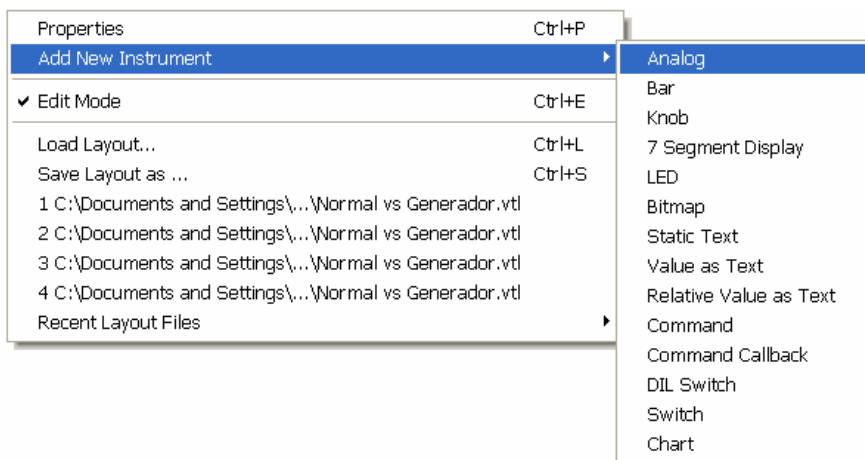 Properties Ctrl+P
Add New Instrument
Edit Mode Ctrl+E
Load Layout... Ctrl+L
Save Layout as ... Ctrl+S
1 C:\Documents and Settings\...\Normal vs Generador.vtl
2 C:\Documents and Settings\...\Normal vs Generador.vtl
3 C:\Documents and Settings\...\Normal vs Generador.vtl
4 C:\Documents and Settings\...\Normal vs Generador.vtl
Recent Layout Files
Analog
Bar
Knob
7 Segment Display
LED
Bitmap
Static Text
Value as Text
Relative Value as Text
Command
Command Callback
DIL Switch
Switch
Chart